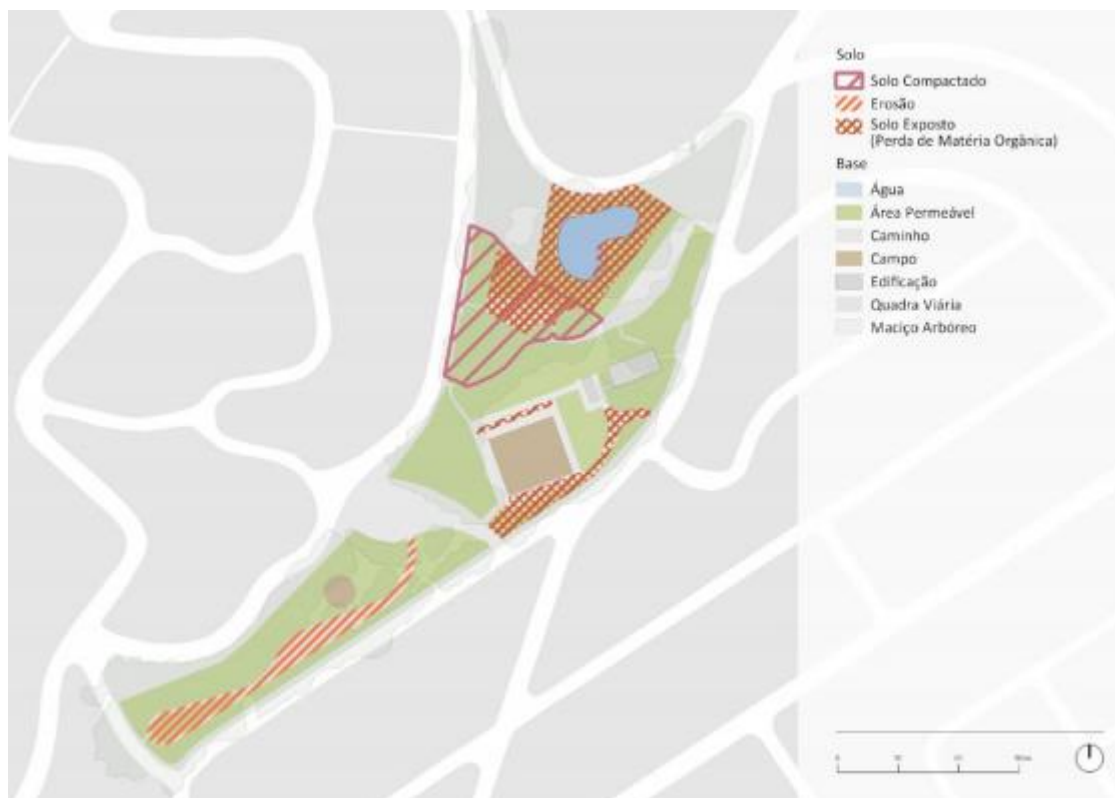 Solo
Solo Compactado
Erosão
Solo Exposto
(Perda de Matéria Orgânica)
Base
Água
Área Permeável
Caminho
Campo
Edificação
Quadra Viária
Maciço Arbóreo
0